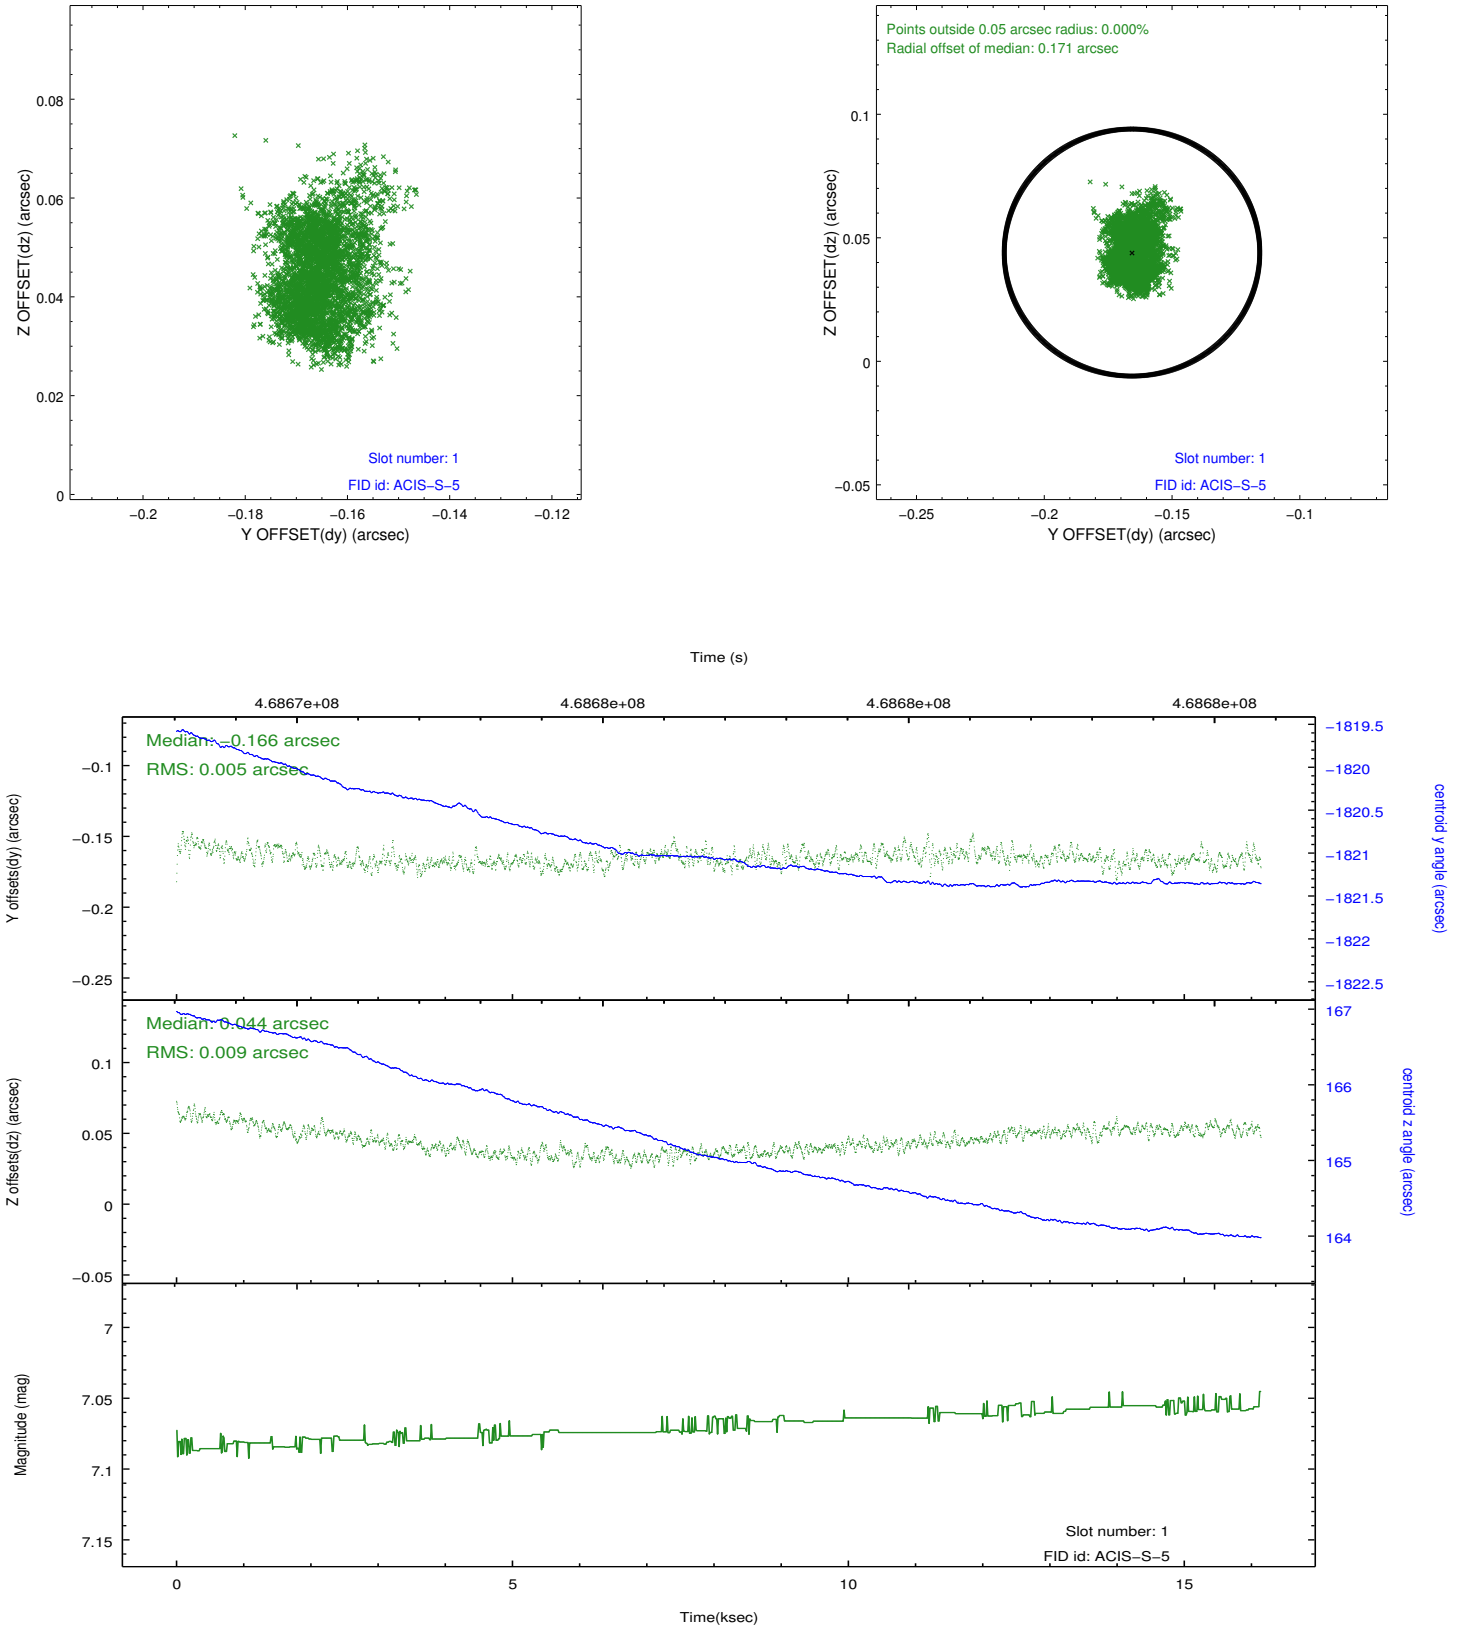 0.08
0.06
0.04
0.02
0
Z OFFSET(dz) (arcsec)
Slot number: 1
FID id: ACIS−S−5
−0.2 −0.18 −0.16 −0.14 −0.12
Y OFFSET(dy) (arcsec)
Points outside 0.05 arcsec radius: 0.000%
Radial offset of median: 0.171 arcsec
0.1
0.05
0
−0.05
Z OFFSET(dz) (arcsec)
Slot number: 1
FID id: ACIS−S−5
−0.25 −0.2 −0.15 −0.1
Y OFFSET(dy) (arcsec)
Time (s)
4.6867e+08 4.6868e+08 4.6868e+08 4.6868e+08
Median: −0.166 arcsec
RMS: 0.005 arcsec
−0.1
−0.15
−0.2
−0.25
Y offsets(dy) (arcsec)
−1819.5
−1820
−1820.5
−1821
−1821.5
−1822
−1822.5
centroid y angle (arcsec)
Median: 0.044 arcsec
RMS: 0.009 arcsec
0.1
0.05
0
−0.05
Z offsets(dz) (arcsec)
167
166
165
164
centroid z angle (arcsec)
7
7.05
7.1
7.15
Magnitude (mag)
Slot number: 1
FID id: ACIS−S−5
0 5 10 15
Time(ksec)